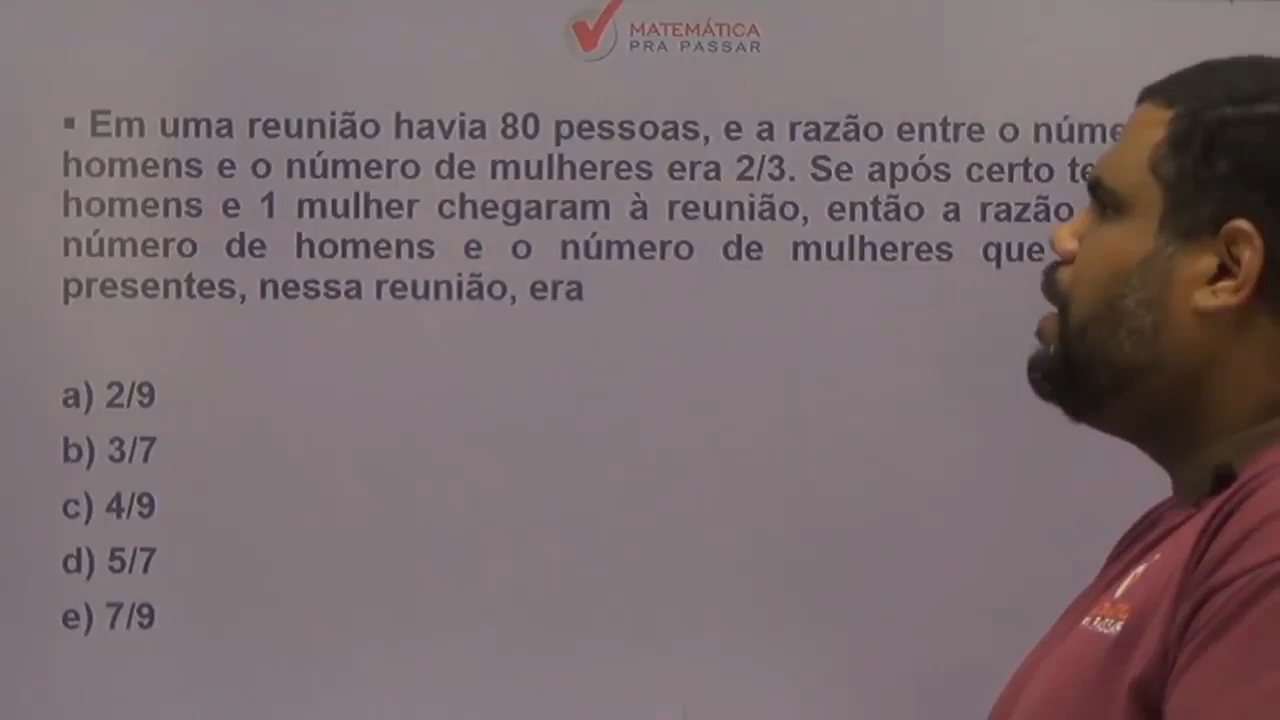 MATEMÁTICA
PRA PASSAR
▪ Em uma reunião havia 80 pessoas, e a razão entre o
homens e o número de mulheres era 2/3. Se após certo
homens e 1 mulher chegaram à reunião, então a razão
número de homens e o número de mulheres que
presentes, nessa reunião, era
a) 2/9
b) 3/7
c) 4/9
d) 5/7
e) 7/9